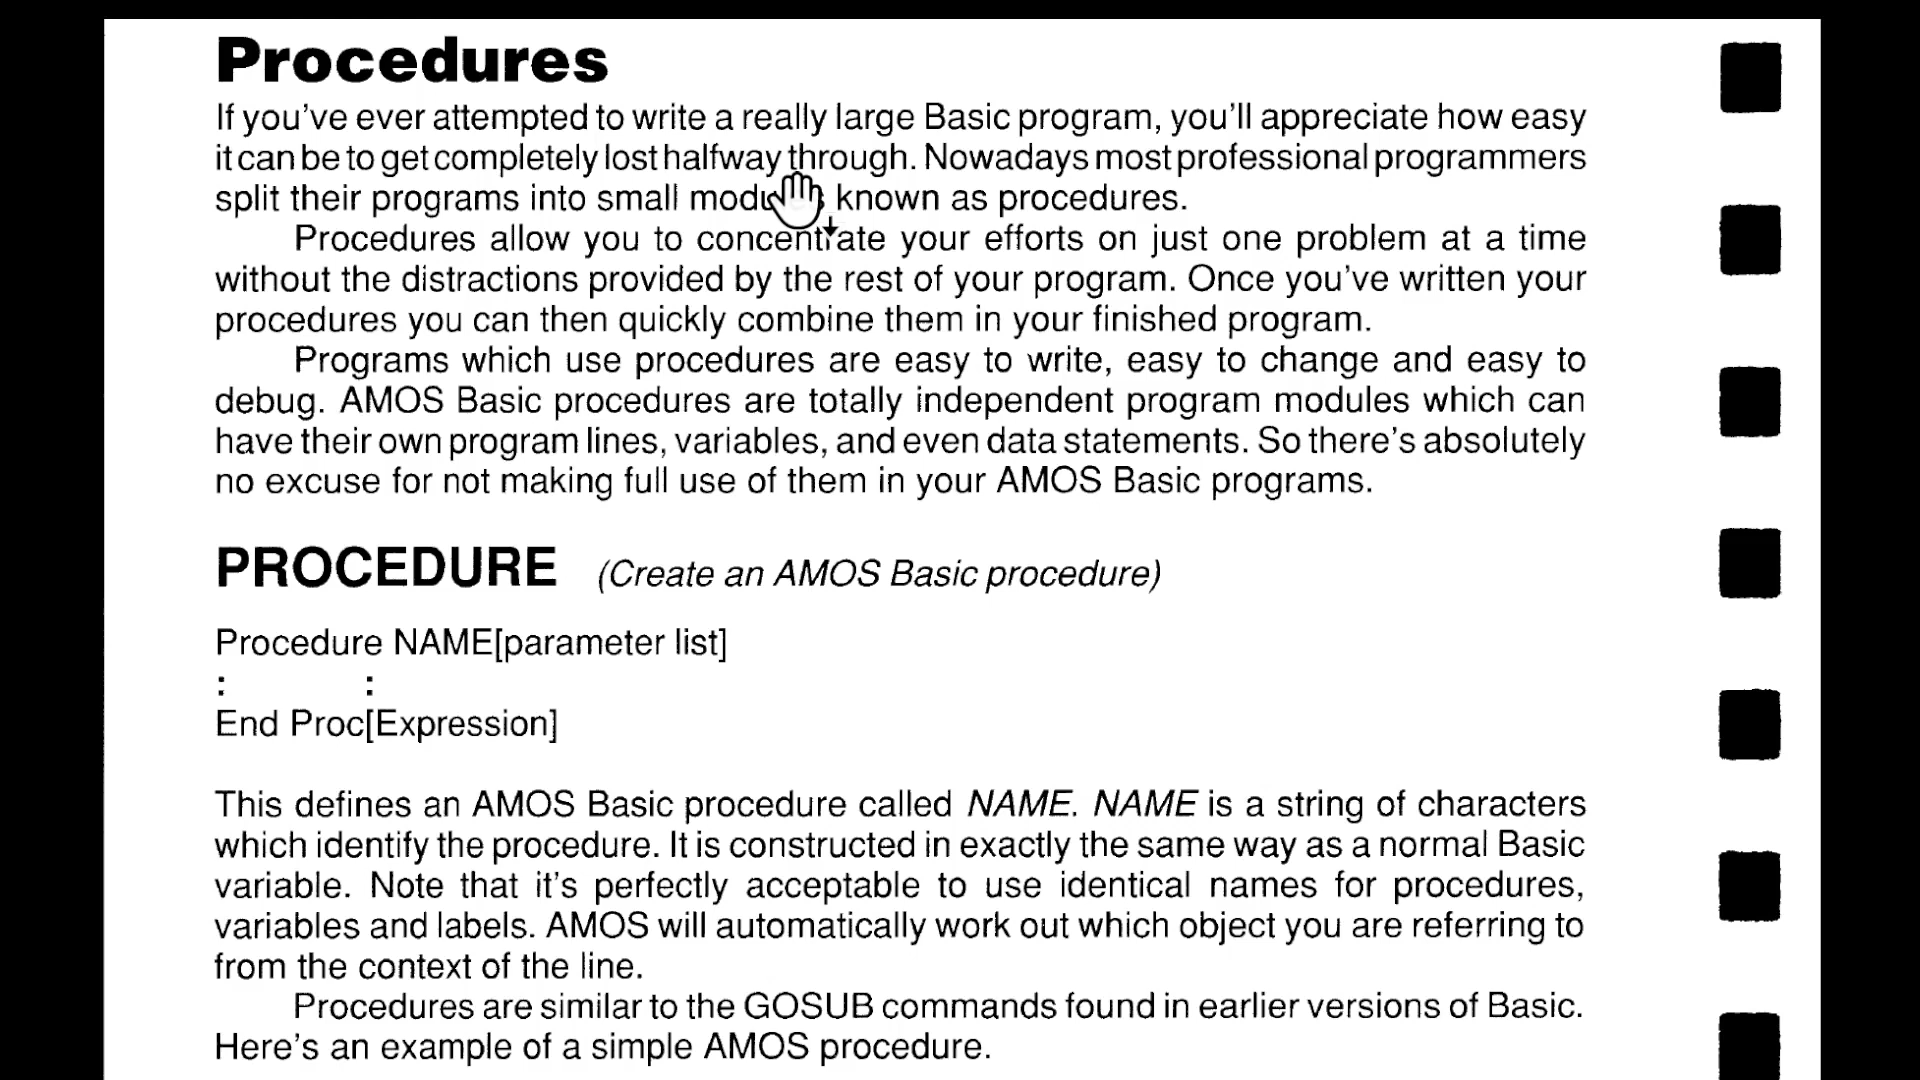 Procedures
If you've ever attempted to write a really large Basic program, you'll appreciate how easy
it can be to get completely lost halfway through. Nowadays most professional programmers
split their programs into small known as procedures.
Procedures allow you to concentrate your efforts on just one problem at a time
without the distractions provided by the rest of your program. Once you've written your
procedures you can then quickly combine them in your finished program.
Programs which use procedures are easy to write, easy to change and easy to
debug. AMOS Basic procedures are totally independent program modules which can
have their own program lines, variables, and even data statements. So there's absolutely
no excuse for not making full use of them in your AMOS Basic programs.
PROCEDURE (Create an AMOS Basic procedure)
Procedure NAME[parameter list]
: :
End Proc[Expression]
This defines an AMOS Basic procedure called NAME. NAME is a string of characters
which identify the procedure. It is constructed in exactly the same way as a normal Basic
variable. Note that it's perfectly acceptable to use identical names for procedures,
variables and labels. AMOS will automatically work out which object you are referring to
from the context of the line.
Procedures are similar to the GOSUB commands found in earlier versions of Basic.
Here's an example of a simple AMOS procedure.